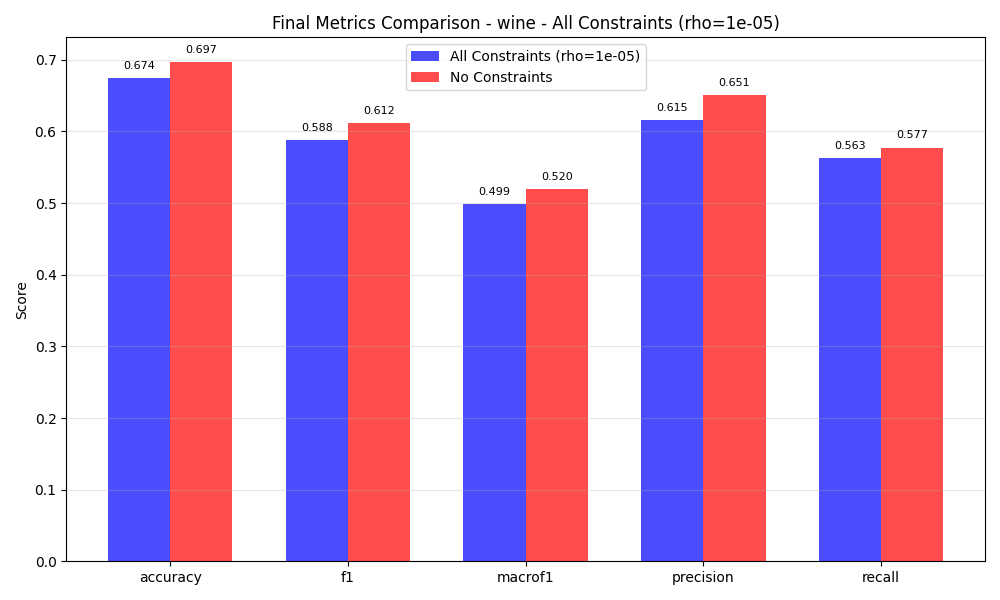 Final Metrics Comparison - wine - All Constraints (rho=1e-05)
All Constraints (rho=1e-05)
No Constraints
Score
0.7
0.6
0.5
0.4
0.3
0.2
0.1
0.0
0.674
0.697
0.588
0.612
0.499
0.520
0.615
0.651
0.563
0.577
accuracy
f1
macrof1
precision
recall